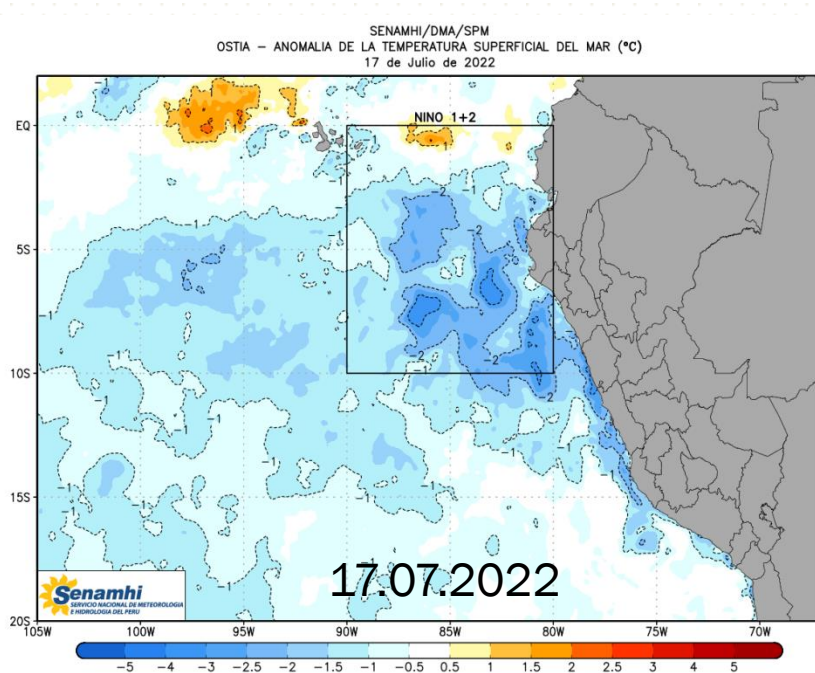 SENAMHI/DMA/SPM
OSTIA – ANOMALIA DE LA TEMPERATURA SUPERFICIAL DEL MAR (°C)
17 de Julio de 2022
NINO 1+2
EQ
5S
10S
15S
20S
17.07.2022
Senamhi
SERVICIO NACIONAL DE METEOROLOGIA
E HIDROLOGIA DEL PERU
105W 100W 95W 90W 85W 80W 75W 70W
-5 -4 -3 -2.5 -2 -1.5 -1 -0.5 0.5 1 1.5 2 2.5 3 4 5